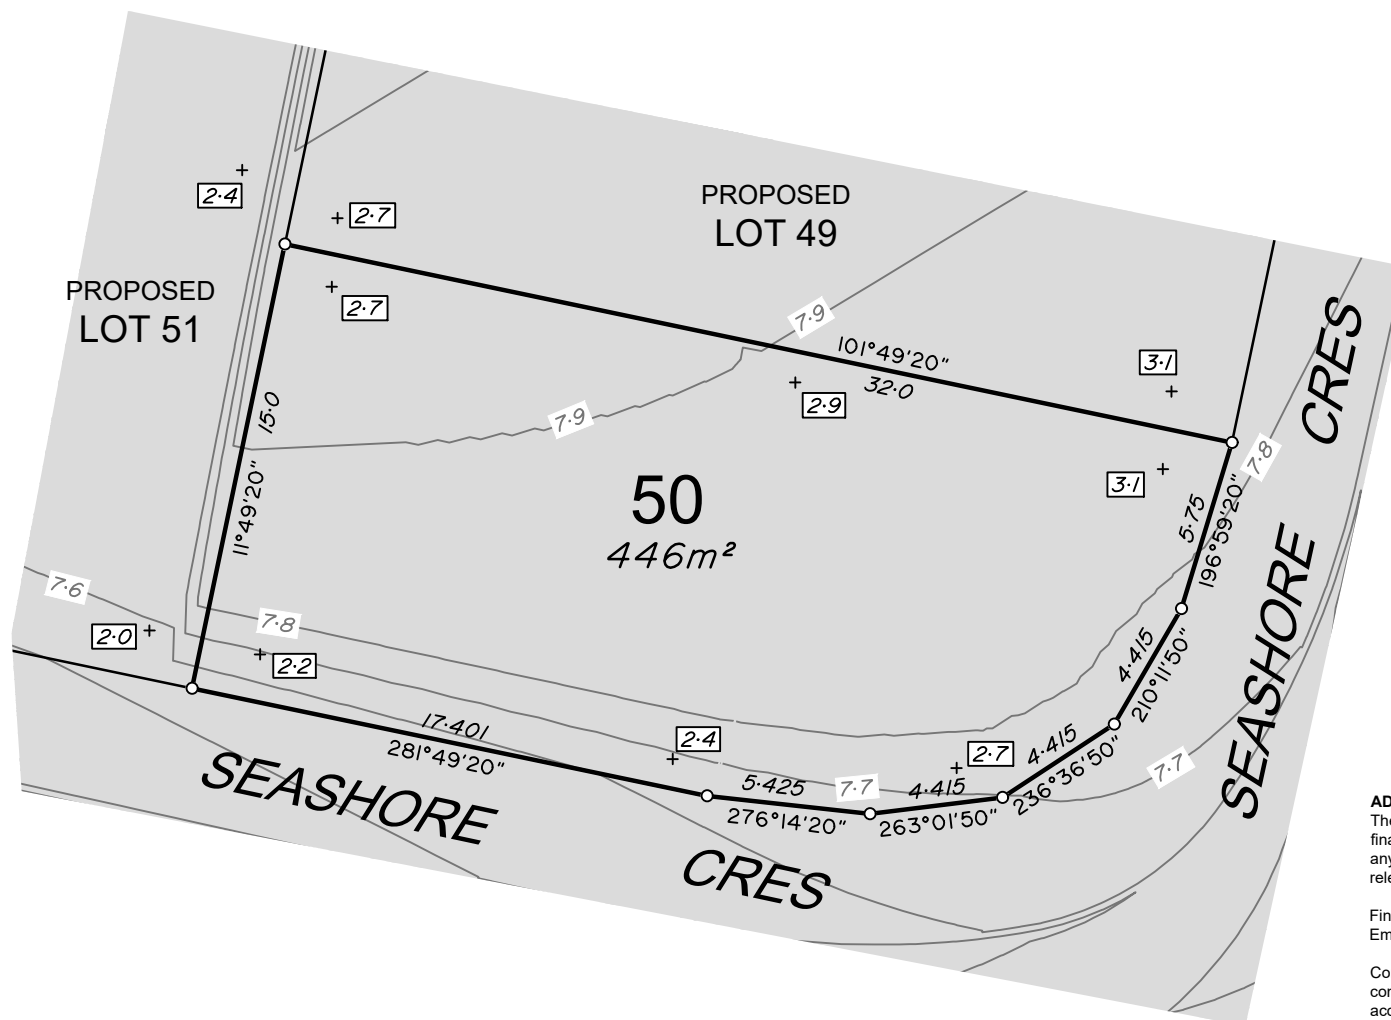 2·4
2·7
PROPOSED
LOT 49
PROPOSED
LOT 51
2·7
7·9
101°49'20"
32·0
3·1
2·9
7·9
CRES
15·0
11°49'20"
50
446m²
3·1
7·8
5·75
196°59'20"
7·6
2·0
7·8
2·2
4·415
210°11'50"
SEASHORE
17·401
281°49'20"
2·4
2·7
4·415
236°36'50"
7·7
SEASHORE
5·425
276°14'20"
7·7
4·415
263°01'50"
CRES
AD
The
fina
any
rele
Fin
Em
Co
con
acc